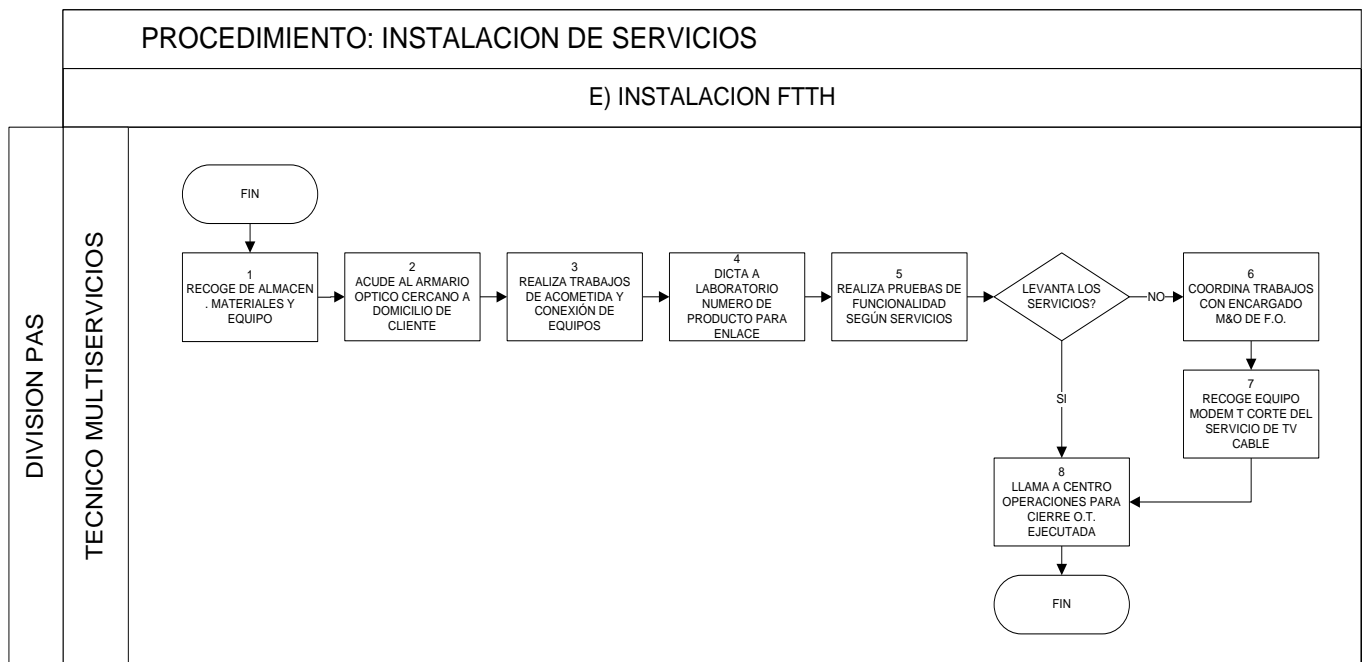 PROCEDIMIENTO: INSTALACION DE SERVICIOS
E) INSTALACION FTTH
DIVISION PAS
TECNICO MULTISERVICIOS
FIN
1
RECOGE DE ALMACEN
. MATERIALES Y
EQUIPO
2
ACUDE AL ARMARIO
OPTICO CERCANO A
DOMICILIO DE
CLIENTE
3
REALIZA TRABAJOS
DE ACOMETIDA Y
CONEXIÓN DE
EQUIPOS
4
DICTA A
LABORATORIO
NUMERO DE
PRODUCTO PARA
ENLACE
5
REALIZA PRUEBAS DE
FUNCIONALIDAD
SEGÚN SERVICIOS
LEVANTA LOS
SERVICIOS?
NO
6
COORDINA TRABAJOS
CON ENCARGADO
M&O DE F.O.
SI
7
RECOGE EQUIPO
MODEM T CORTE DEL
SERVICIO DE TV
CABLE
8
LLAMA A CENTRO
OPERACIONES PARA
CIERRE O.T.
EJECUTADA
FIN